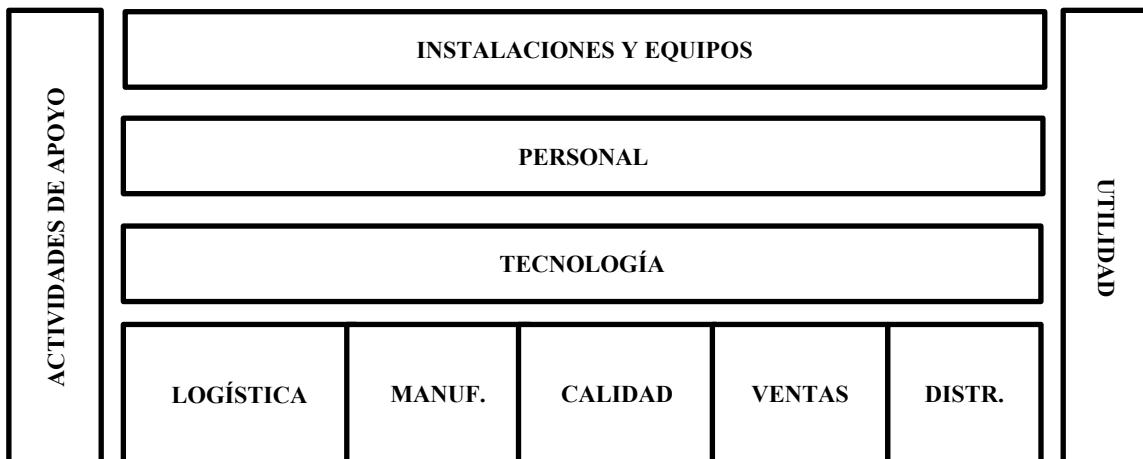 ACTIVIDADES DE APOYO
INSTALACIONES Y EQUIPOS
PERSONAL
TECNOLOGÍA
LOGÍSTICA
MANUF.
CALIDAD
VENTAS
DISTR.
UTILIDAD